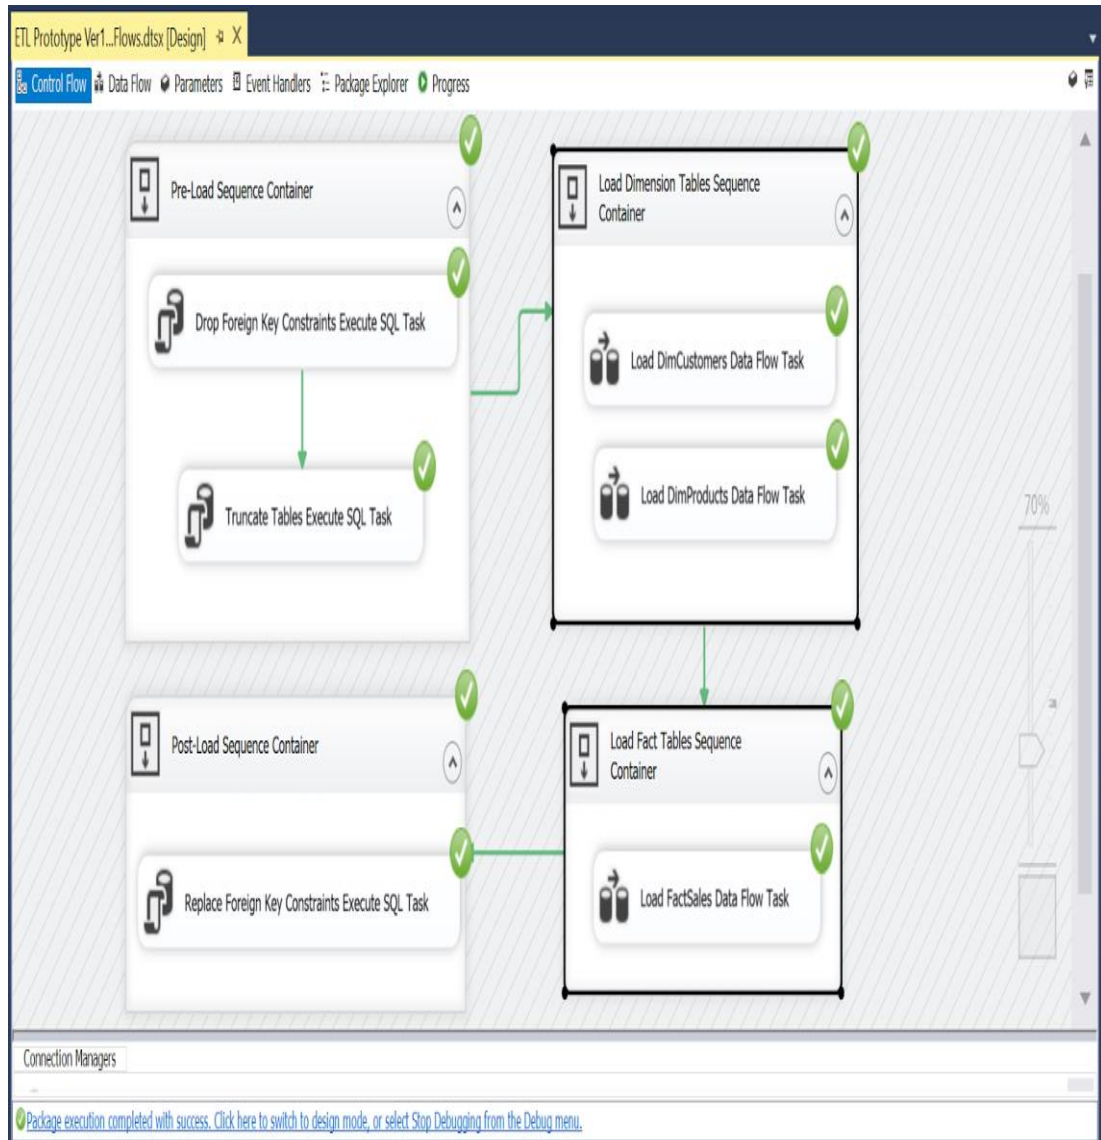 ETL Prototype Ver1...Flows.dtsx [Design]
Control Flow Data Flow Parameters Event Handlers Package Explorer Progress
Pre-Load Sequence Container
Drop Foreign Key Constraints Execute SQL Task
Truncate Tables Execute SQL Task
Load Dimension Tables Sequence
Container
Load DimCustomers Data Flow Task
Load DimProducts Data Flow Task
70%
Post-Load Sequence Container
Replace Foreign Key Constraints Execute SQL Task
Load Fact Tables Sequence
Container
Load FactSales Data Flow Task
Connection Managers
Package execution completed with success. Click here to switch to design mode, or select Stop Debugging from the Debug menu.